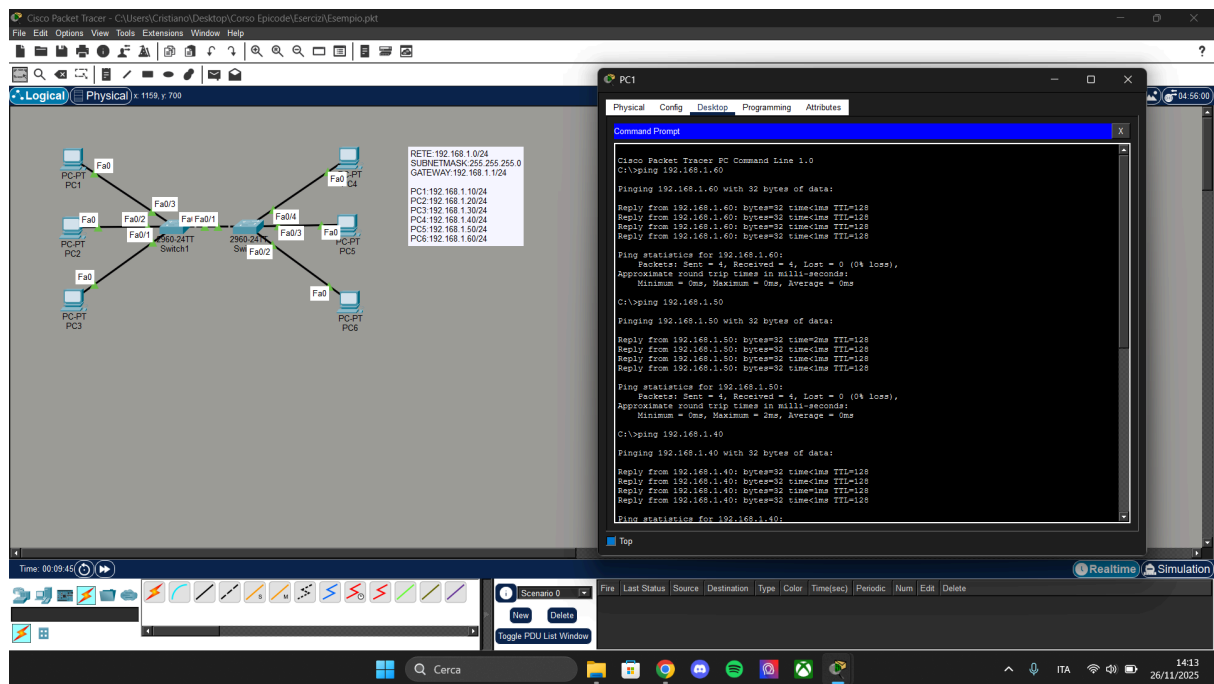 Cisco Packet Tracer - C:\Users\Cristiano\Desktop\Corso Epicode\Esercizi\Esempio.pkt
File Edit Options View Tools Extensions Window Help
?
Logical Physical x: 1159, y: 700
04:56:00
Fa0
PC-PT
PC1
Fa0
PC-PT
C4
Fa0/3
Fa0
Fa0/2
Fa0/1
Fa0/4
Fa0/1
Fa0/3
Fa0
PC-PT
PC2
2960-24TT
Switch1
2960-24TT
Fa0/2
PC-PT
PC5
Fa0
PC-PT
PC3
Fa0
PC-PT
PC6
RETE:192.168.1.0/24
SUBNETMASK:255.255.255.0
GATEWAY:192.168.1.1/24
PC1:192.168.1.10/24
PC2:192.168.1.20/24
PC3:192.168.1.30/24
PC4:192.168.1.40/24
PC5:192.168.1.50/24
PC6:192.168.1.60/24
PC1
Physical Config Desktop Programming Attributes
Command Prompt
X
Cisco Packet Tracer PC Command Line 1.0
C:\>ping 192.168.1.60
Pinging 192.168.1.60 with 32 bytes of data:
Reply from 192.168.1.60: bytes=32 time<1ms TTL=128
Reply from 192.168.1.60: bytes=32 time<1ms TTL=128
Reply from 192.168.1.60: bytes=32 time<1ms TTL=128
Reply from 192.168.1.60: bytes=32 time<1ms TTL=128
Ping statistics for 192.168.1.60:
Packets: Sent = 4, Received = 4, Lost = 0 (0% loss),
Approximate round trip times in milli-seconds:
Minimum = 0ms, Maximum = 0ms, Average = 0ms
C:\>ping 192.168.1.50
Pinging 192.168.1.50 with 32 bytes of data:
Reply from 192.168.1.50: bytes=32 time=2ms TTL=128
Reply from 192.168.1.50: bytes=32 time<1ms TTL=128
Reply from 192.168.1.50: bytes=32 time<1ms TTL=128
Reply from 192.168.1.50: bytes=32 time<1ms TTL=128
Ping statistics for 192.168.1.50:
Packets: Sent = 4, Received = 4, Lost = 0 (0% loss),
Approximate round trip times in milli-seconds:
Minimum = 0ms, Maximum = 2ms, Average = 0ms
C:\>ping 192.168.1.40
Pinging 192.168.1.40 with 32 bytes of data:
Reply from 192.168.1.40: bytes=32 time<1ms TTL=128
Reply from 192.168.1.40: bytes=32 time<1ms TTL=128
Reply from 192.168.1.40: bytes=32 time=1ms TTL=128
Reply from 192.168.1.40: bytes=32 time<1ms TTL=128
Ping statistics for 192.168.1.40:
Top
Time: 00:09:45
Realtime Simulation
Scenario 0
New Delete
Toggle PDU List Window
Fire Last Status Source Destination Type Color Time(sec) Periodic Num Edit Delete
Cerca
ITA
14:13
26/11/2025